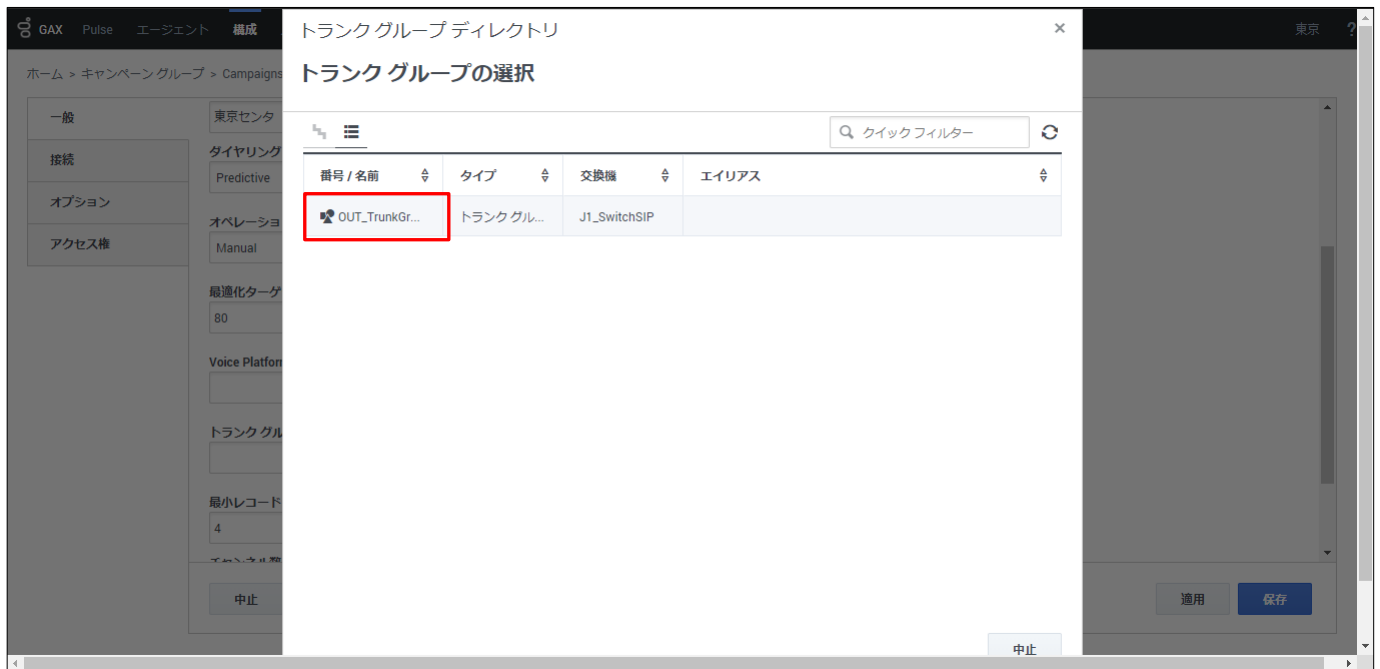 GAX Pulse エージェント 構成 東京 ?
ホーム > キャンペーン グループ > Campaigns
トランク グループ ディレクトリ ×
トランク グループの選択
クイック フィルター
番号 / 名前 タイプ 交換機 エイリアス
OUT_TrunkGr... トランク グル... J1_SwitchSIP
中止
一般
接続
オプション
アクセス権
東京センタ
ダイヤリング
Predictive
オペレーショ
Manual
最適化ターゲ
80
Voice Platforn
トランク グル
最小レコード
4
チャンネル数
中止 適用 保存